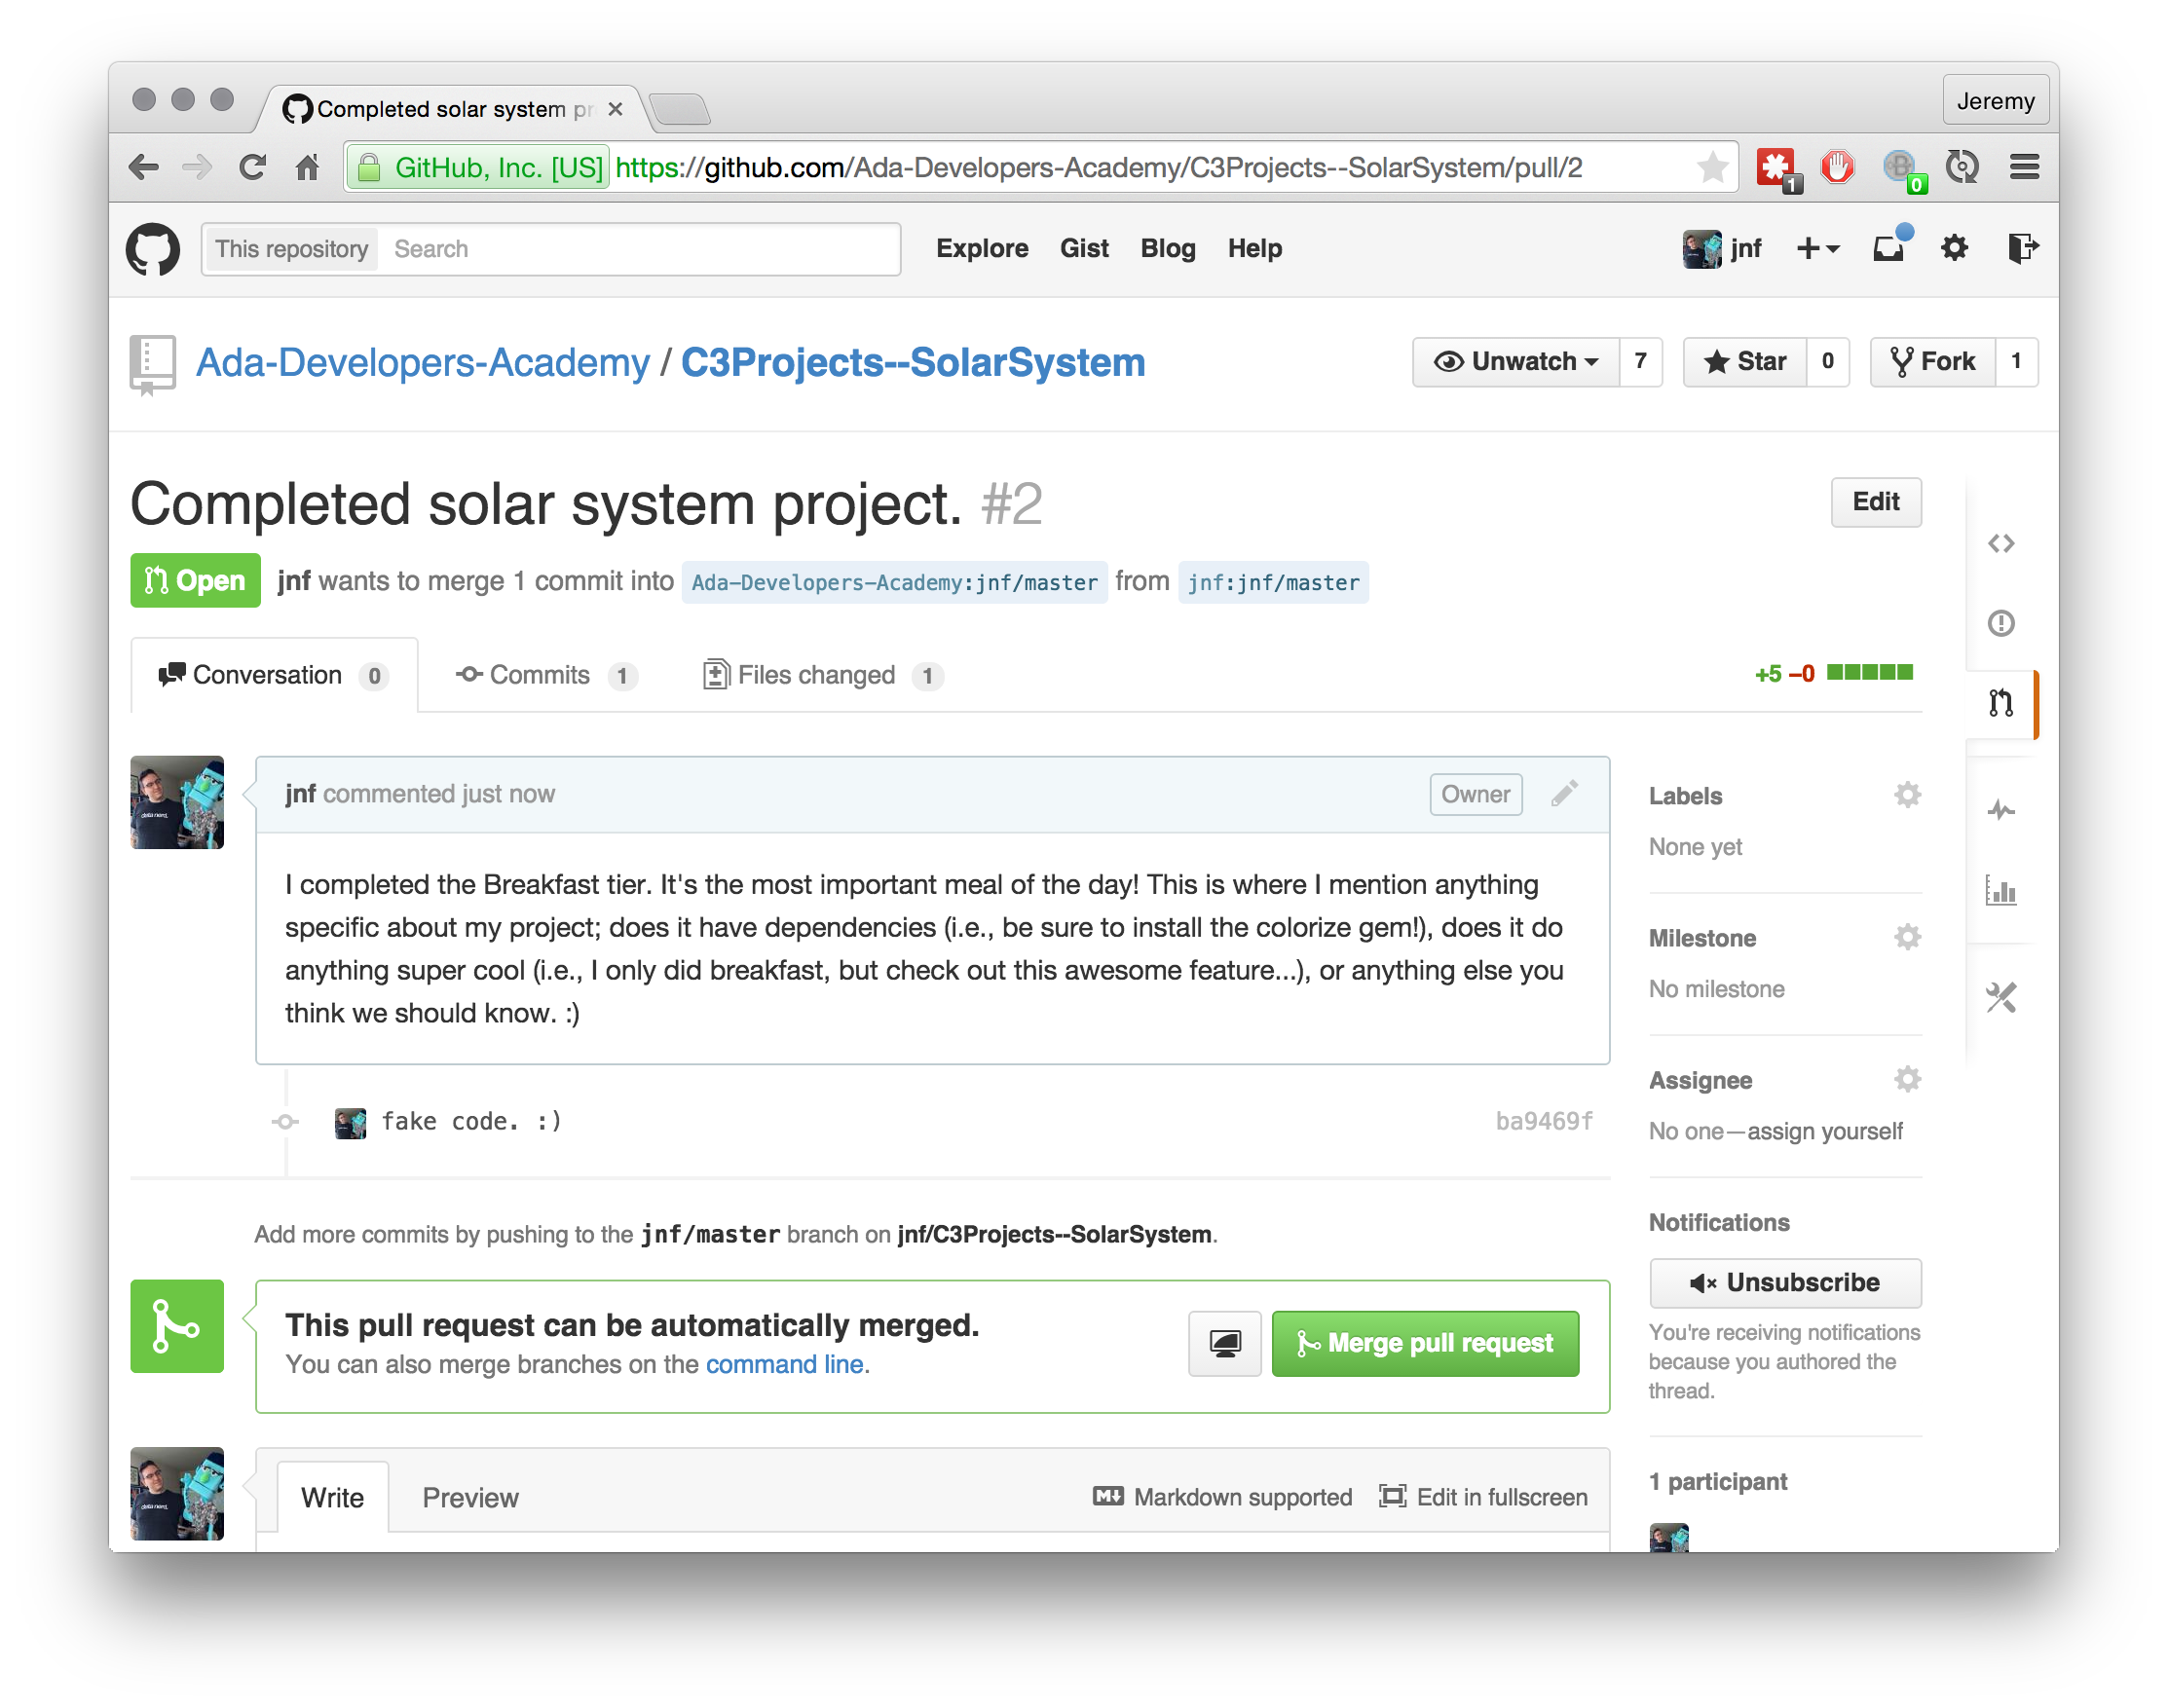 Completed solar system pr
Jeremy
GitHub, Inc. [US] https://github.com/Ada-Developers-Academy/C3Projects--SolarSystem/pull/2
1
0
This repository Search Explore Gist Blog Help jnf
Ada-Developers-Academy / C3Projects--SolarSystem Unwatch 7 Star 0 Fork 1
Completed solar system project. #2 Edit
Open jnf wants to merge 1 commit into Ada-Developers-Academy:jnf/master from jnf:jnf/master
Conversation 0 Commits 1 Files changed 1 +5 −0
jnf commented just now Owner
I completed the Breakfast tier. It's the most important meal of the day! This is where I mention anything
specific about my project; does it have dependencies (i.e., be sure to install the colorize gem!), does it do
anything super cool (i.e., I only did breakfast, but check out this awesome feature...), or anything else you
think we should know. :)
fake code. :) ba9469f
Add more commits by pushing to the jnf/master branch on jnf/C3Projects--SolarSystem.
This pull request can be automatically merged.
You can also merge branches on the command line.
Merge pull request
Write Preview Markdown supported Edit in fullscreen
Labels
None yet
Milestone
No milestone
Assignee
No one—assign yourself
Notifications
Unsubscribe
You're receiving notifications
because you authored the
thread.
1 participant